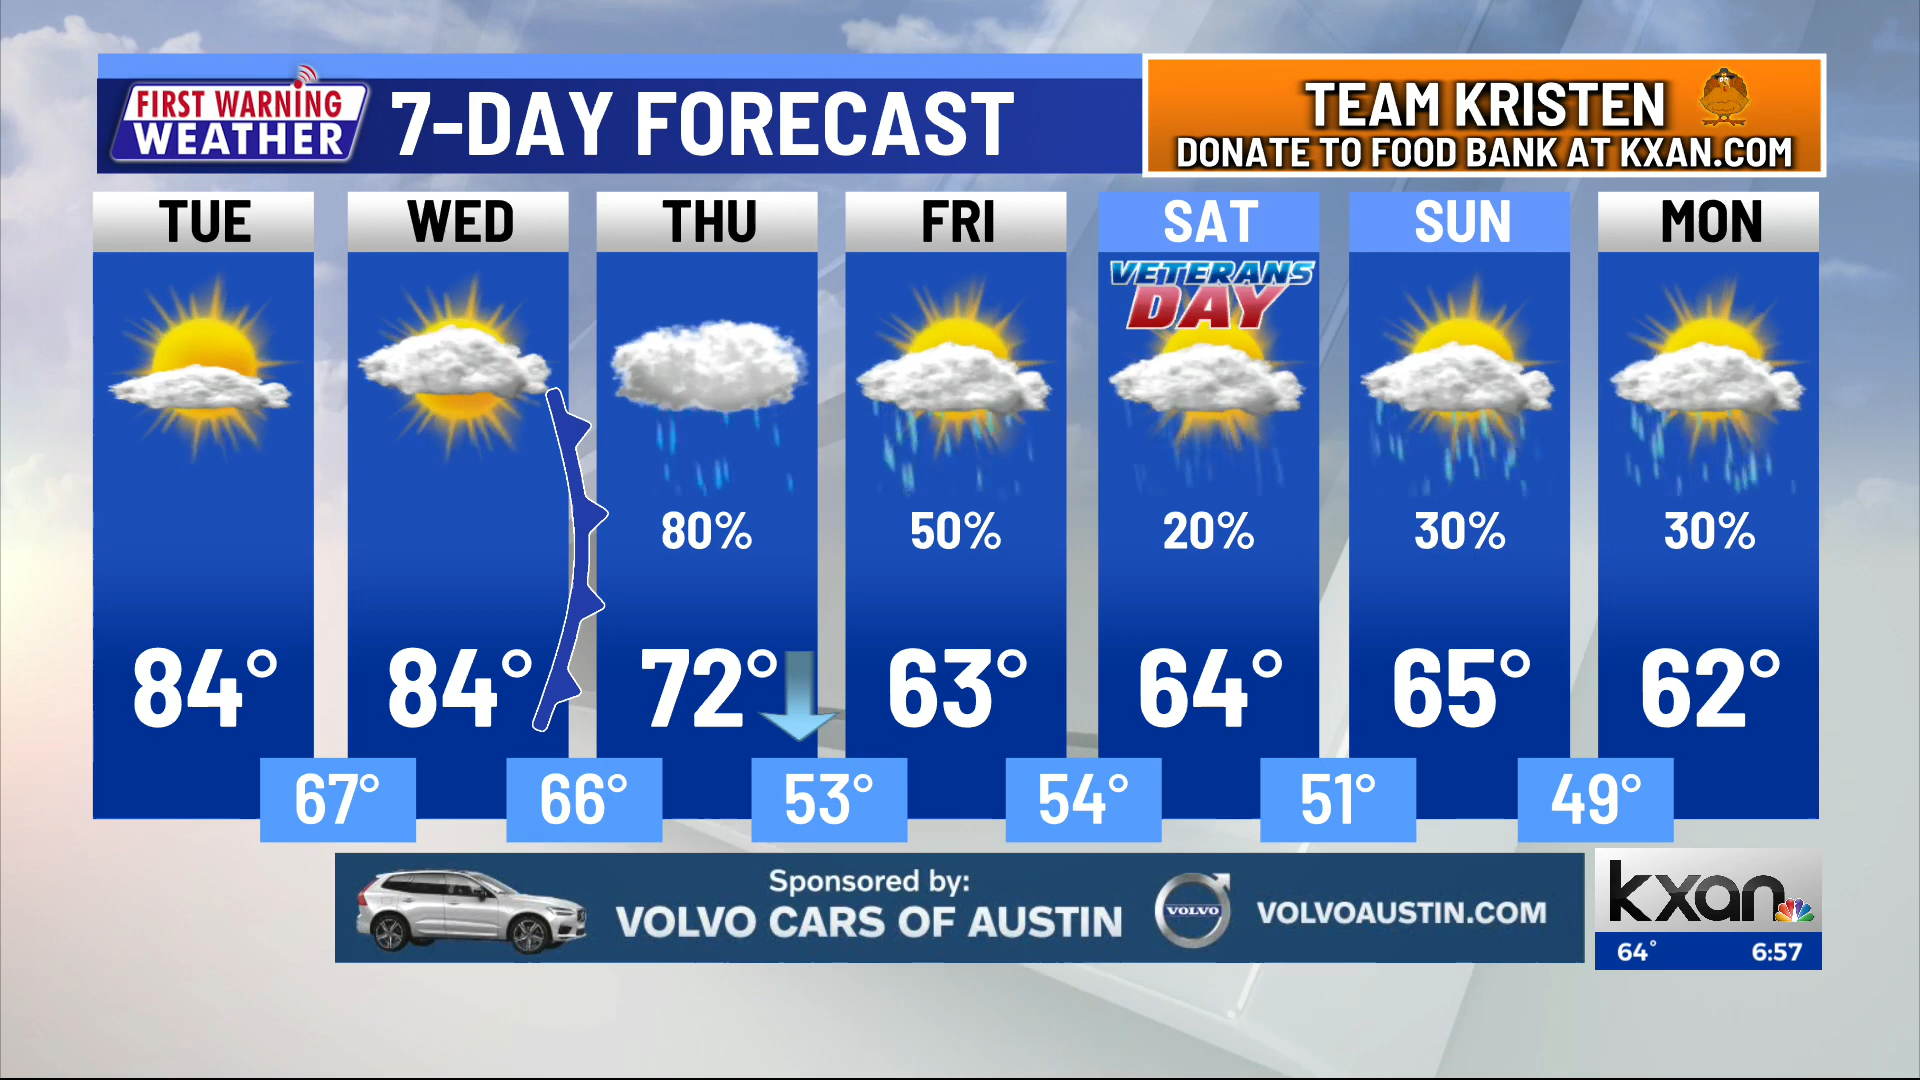 FIRST WARNING
WEATHER
7-DAY FORECAST
TEAM KRISTEN
DONATE TO FOOD BANK AT KXAN.COM
TUE
WED
THU
FRI
SAT
SUN
MON
VETERANS
DAY
80%
50%
20%
30%
30%
84°
84°
72°
63°
64°
65°
62°
67°
66°
53°
54°
51°
49°
Sponsored by:
VOLVO CARS OF AUSTIN
VOLVO
VOLVOAUSTIN.COM
kxan
64°
6:57